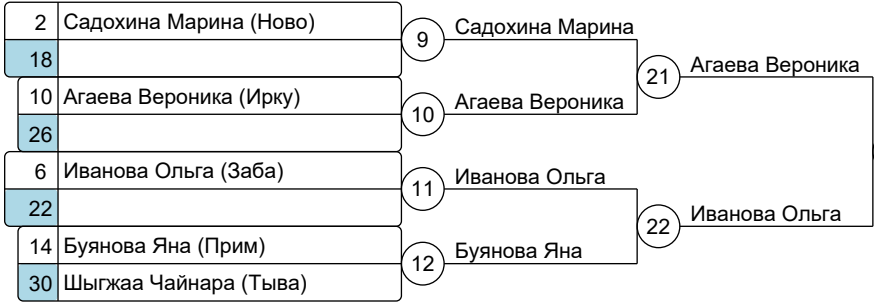 2 Садохина Марина (Ново)
18
10 Агаева Вероника (Ирку)
26
6 Иванова Ольга (Заба)
22
14 Буянова Яна (Прим)
30 Шыгжаа Чайнара (Тыва)
9 Садохина Марина
10 Агаева Вероника
11 Иванова Ольга
12 Буянова Яна
21 Агаева Вероника
22 Иванова Ольга